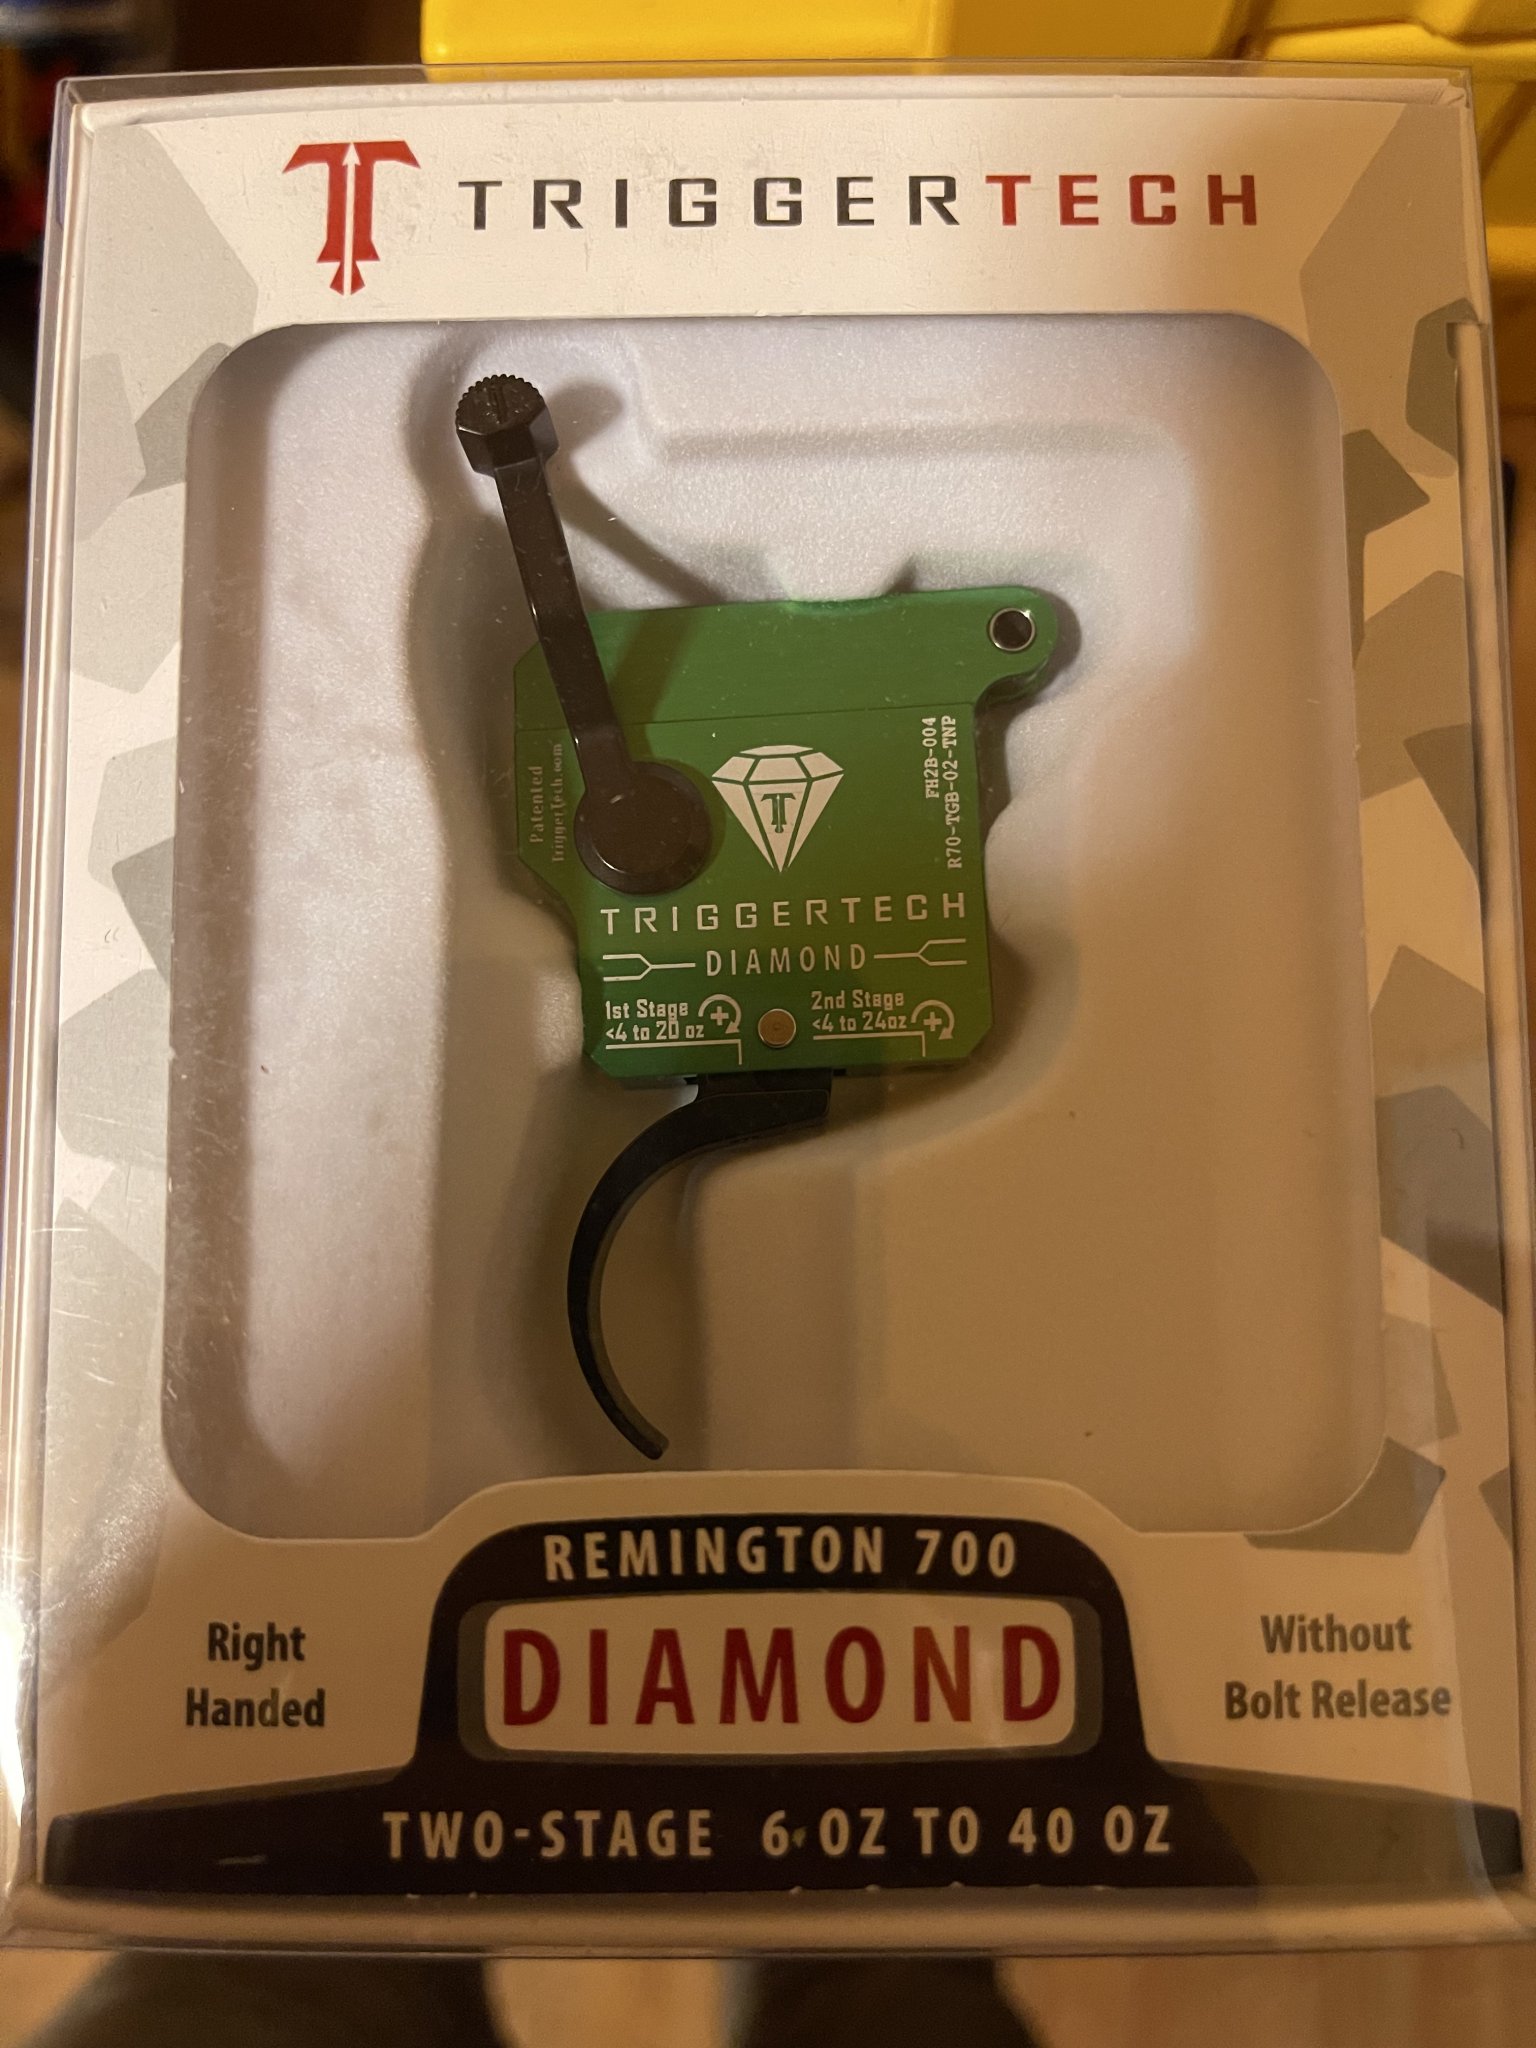 TRIGGERTECH
Patented
TriggerTech.com
FH2B-004
R70-TGB-02-TNP
TRIGGERTECH
DIAMOND
1st Stage
<4 to 20 oz
2nd Stage
<4 to 24oz
REMINGTON 700
DIAMOND
Right
Handed
Without
Bolt Release
TWO-STAGE 6 OZ TO 40 OZ